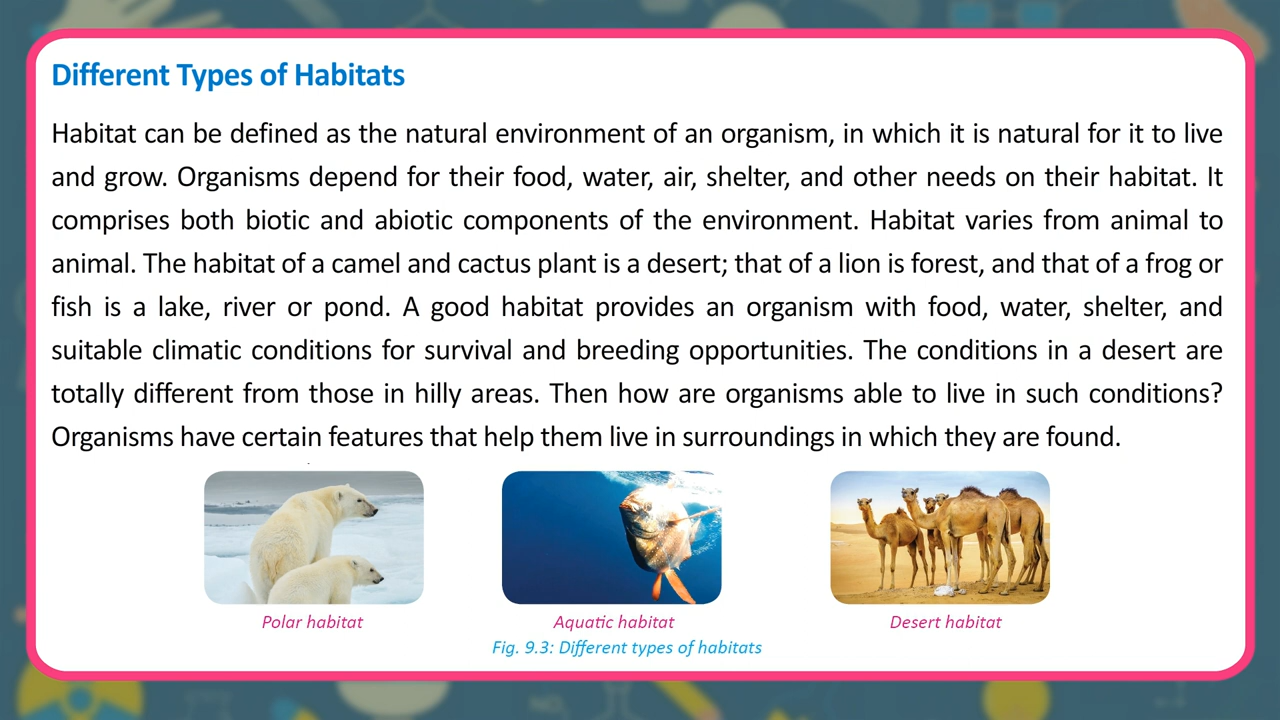 Different Types of Habitats
Habitat can be defined as the natural environment of an organism, in which it is natural for it to live
and grow. Organisms depend for their food, water, air, shelter, and other needs on their habitat. It
comprises both biotic and abiotic components of the environment. Habitat varies from animal to
animal. The habitat of a camel and cactus plant is a desert; that of a lion is forest, and that of a frog or
fish is a lake, river or pond. A good habitat provides an organism with food, water, shelter, and
suitable climatic conditions for survival and breeding opportunities. The conditions in a desert are
totally different from those in hilly areas. Then how are organisms able to live in such conditions?
Organisms have certain features that help them live in surroundings in which they are found.
Polar habitat
Aquatic habitat
Desert habitat
Fig. 9.3: Different types of habitats